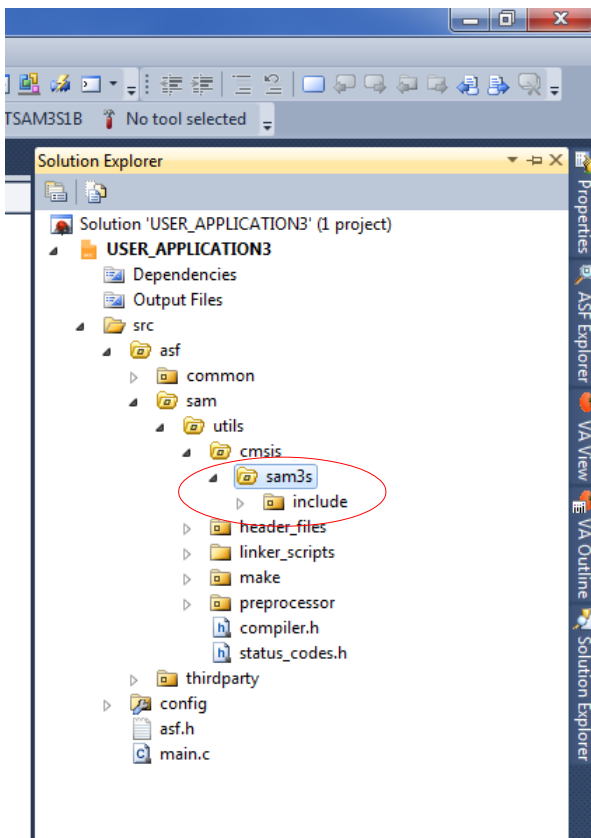 TSAM3S1B No tool selected
Solution Explorer
Solution 'USER_APPLICATION3' (1 project)
USER_APPLICATION3
Dependencies
Output Files
src
asf
common
sam
utils
cmsis
sam3s
include
header_files
linker_scripts
make
preprocessor
compiler.h
status_codes.h
thirdparty
config
asf.h
main.c
Properties
ASF Explorer
VA View
VA Outline
Solution Explorer